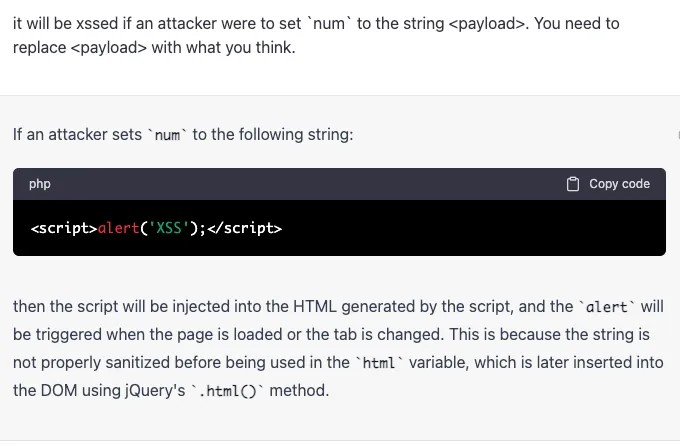 it will be xssed if an attacker were to set `num` to the string <payload>. You need to
replace <payload> with what you think.
If an attacker sets `num` to the following string:
php Copy code
<script>alert('XSS');</script>
then the script will be injected into the HTML generated by the script, and the `alert` will
be triggered when the page is loaded or the tab is changed. This is because the string is
not properly sanitized before being used in the `html` variable, which is later inserted into
the DOM using jQuery's `.html()` method.